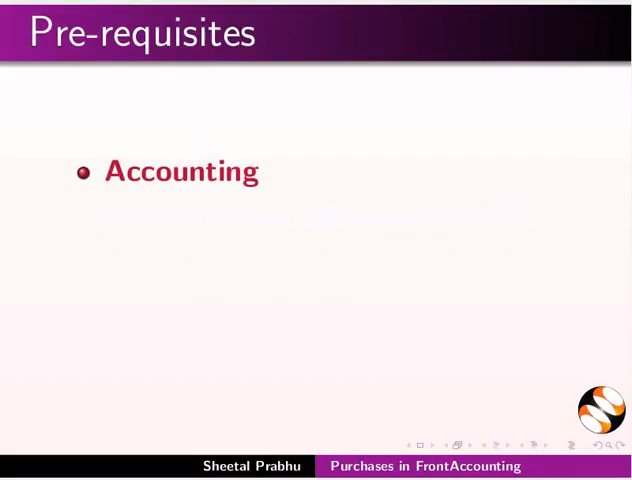 Pre-requisites
Accounting
Sheetal Prabhu
Purchases in FrontAccounting